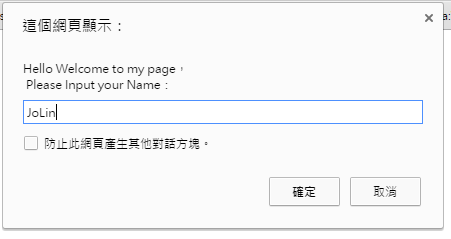 這個網頁顯示：
Hello Welcome to my page，
Please Input your Name：
JoLin
防止此網頁產生其他對話方塊。
確定 取消